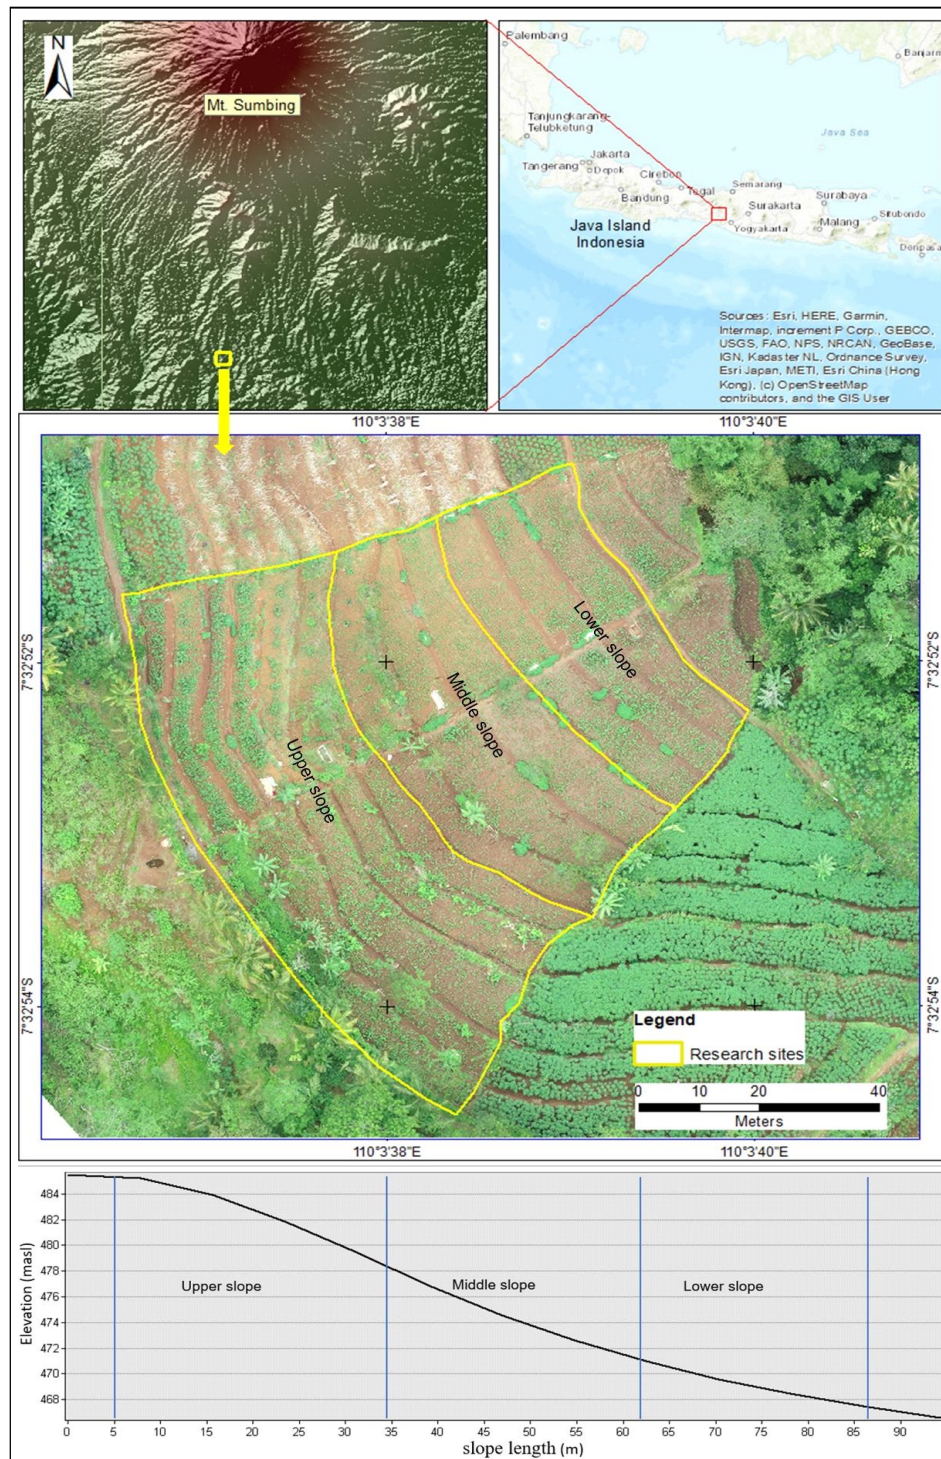 N
Mt. Sumbing
Palembang
Banjarm
Tanjungkarang-
Telubketung
Java Sea
Tangerang
Jakarta
Depok
Cirebon
Tegal
Semarang
Bandung
Surakarta
Surabaya
Situbondo
Yogyakarta
Malang
Java Island
Indonesia
Denpasa
Sources: Esri, HERE, Garmin,
Intermap, increment P Corp., GEBCO,
USGS, FAO, NPS, NRCAN, GeoBase,
IGN, Kadaster NL, Ordnance Survey,
Esri Japan, METI, Esri China (Hong
Kong), (c) OpenStreetMap
contributors, and the GIS User
110°3'38"E
110°3'40"E
7°32'52"S
7°32'52"S
Lower slope
Middle slope
Upper slope
7°32'54"S
7°32'54"S
Legend
Research sites
0 10 20 40
Meters
110°3'38"E
110°3'40"E
Elevation (masl)
484
482
480
478
476
474
472
470
468
Upper slope
Middle slope
Lower slope
0 5 10 15 20 25 30 35 40 45 50 55 60 65 70 75 80 85 90
slope length (m)